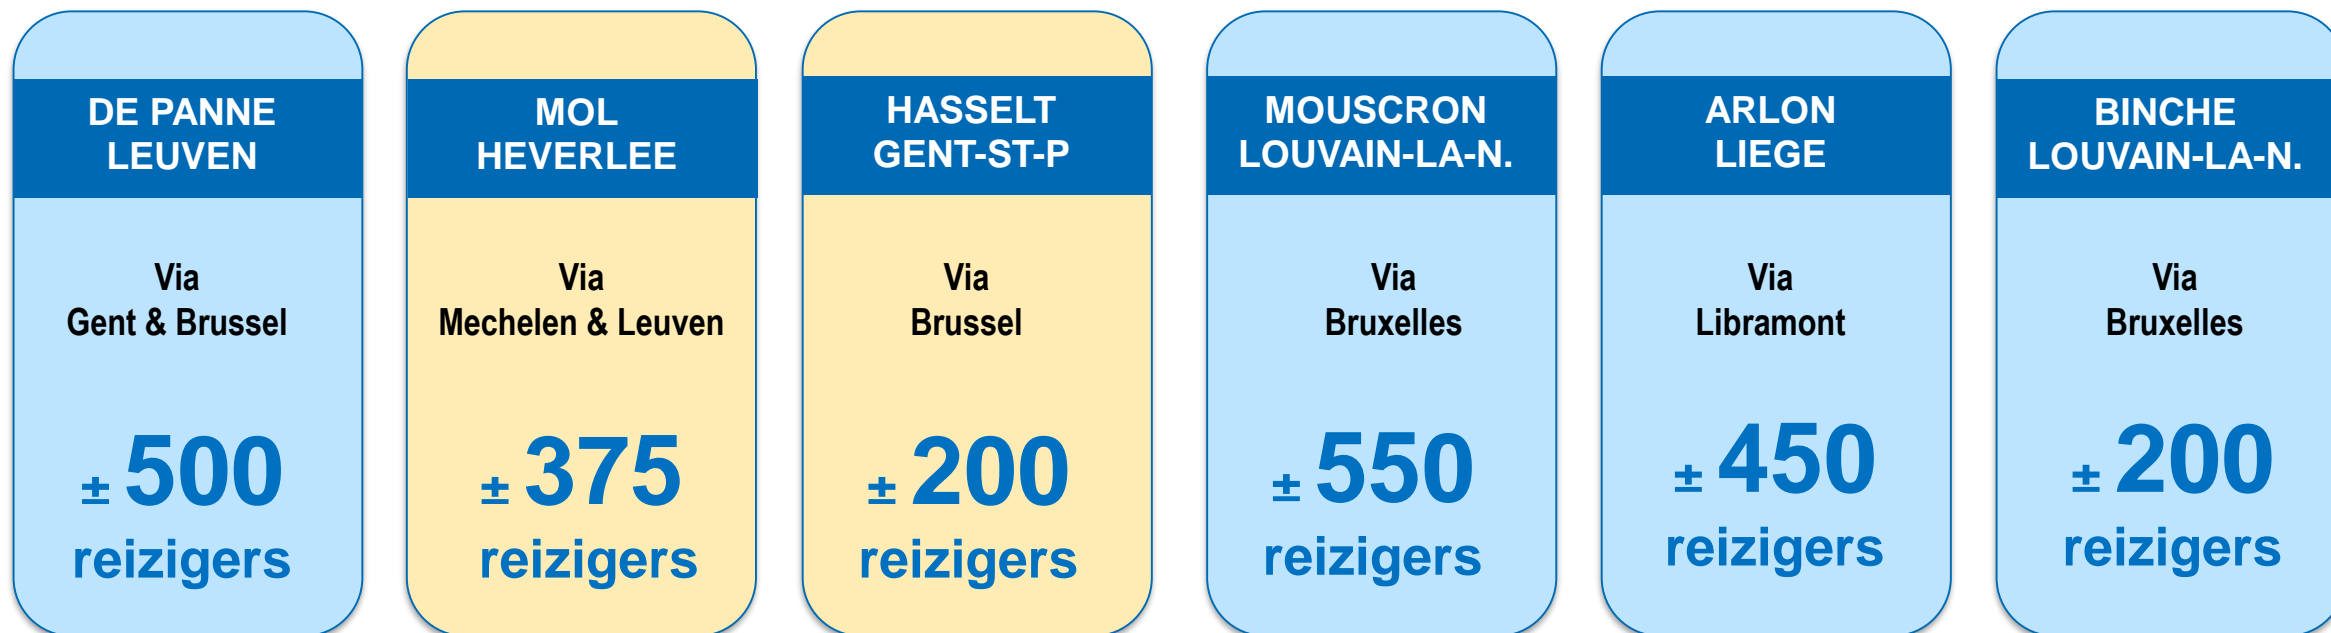 DE PANNE
LEUVEN
Via
Gent & Brussel
± 500
reizigers
MOL
HEVERLEE
Via
Mechelen & Leuven
± 375
reizigers
HASSELT
GENT-ST-P
Via
Brussel
± 200
reizigers
MOUSCRON
LOUVAIN-LA-N.
Via
Bruxelles
± 550
reizigers
ARLON
LIEGE
Via
Libramont
± 450
reizigers
BINCHE
LOUVAIN-LA-N.
Via
Bruxelles
± 200
reizigers